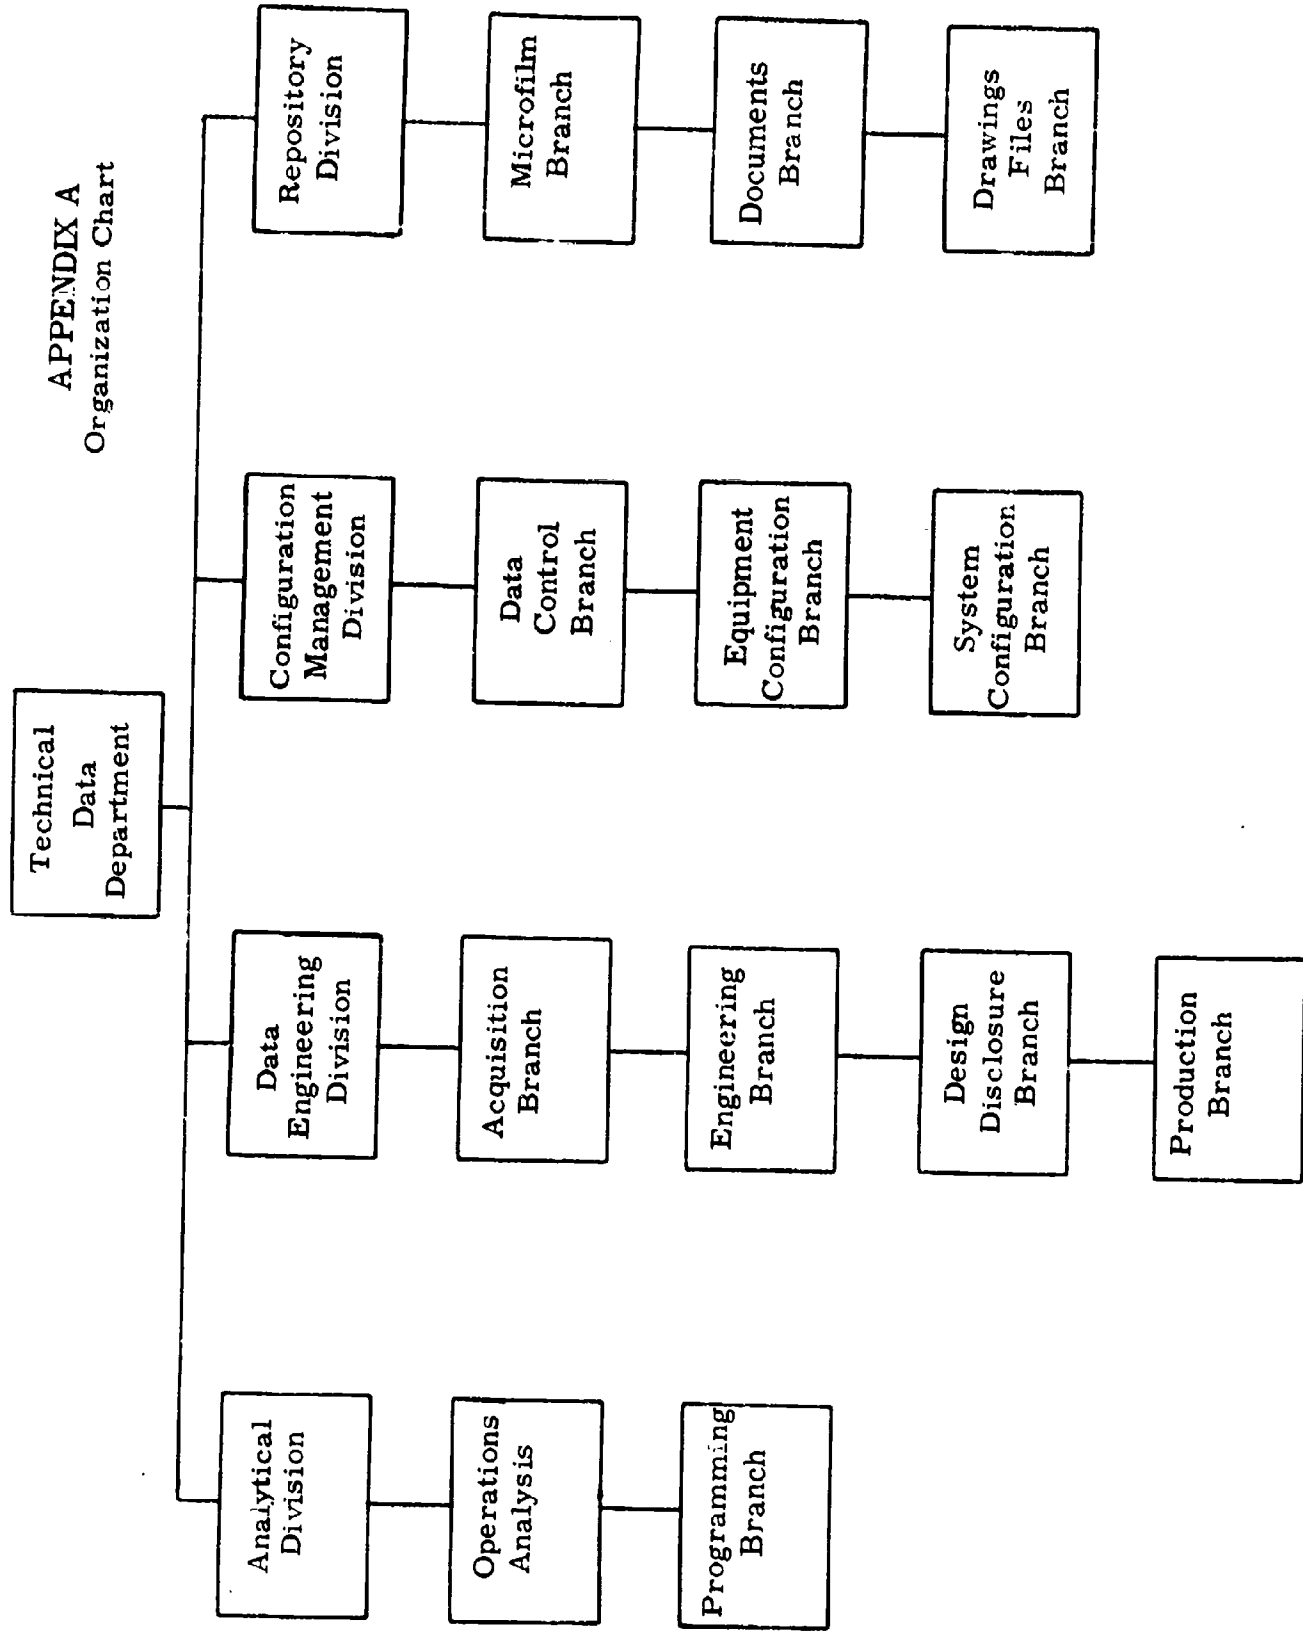 APPENDIX A
Organization Chart
Technical
Data
Department
Analytical
Division
Operations
Analysis
Programming
Branch
Data
Engineering
Division
Acquisition
Branch
Engineering
Branch
Design
Disclosure
Branch
Production
Branch
Configuration
Management
Division
Data
Control
Branch
Equipment
Configuration
Branch
System
Configuration
Branch
Repository
Division
Microfilm
Branch
Documents
Branch
Drawings
Files
Branch